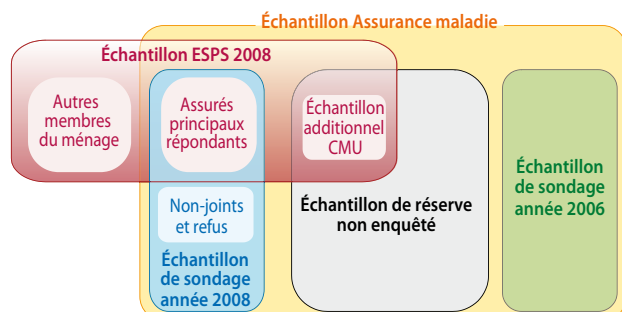 Échantillon Assurance maladie
Échantillon ESPS 2008
Autres
membres
du ménage
Assurés
principaux
répondants
Échantillon
additionnel
CMU
Non-joints
et refus
Échantillon
de sondage
année 2008
Échantillon de réserve
non enquêté
Échantillon
de sondage
année 2006